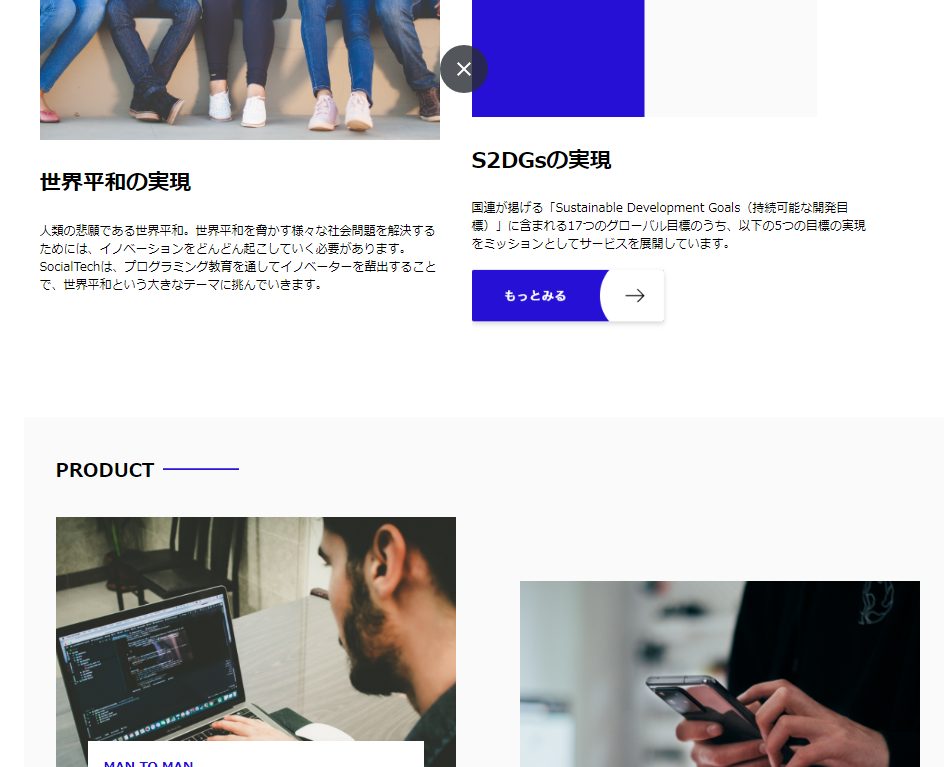 世界平和の実現
人類の悲願である世界平和。世界平和を脅かす様々な社会問題を解決する
ためには、イノベーションをどんどん起こしていく必要があります。
SocialTechは、プログラミング教育を通してイノベーターを輩出すること
で、世界平和という大きなテーマに挑んでいきます。
S2DGsの実現
国連が掲げる「Sustainable Development Goals（持続可能な開発目
標）」に含まれる17つのグローバル目標のうち、以下の5つの目標の実現
をミッションとしてサービスを展開しています。
もっとみる
PRODUCT
MAN TO MAN